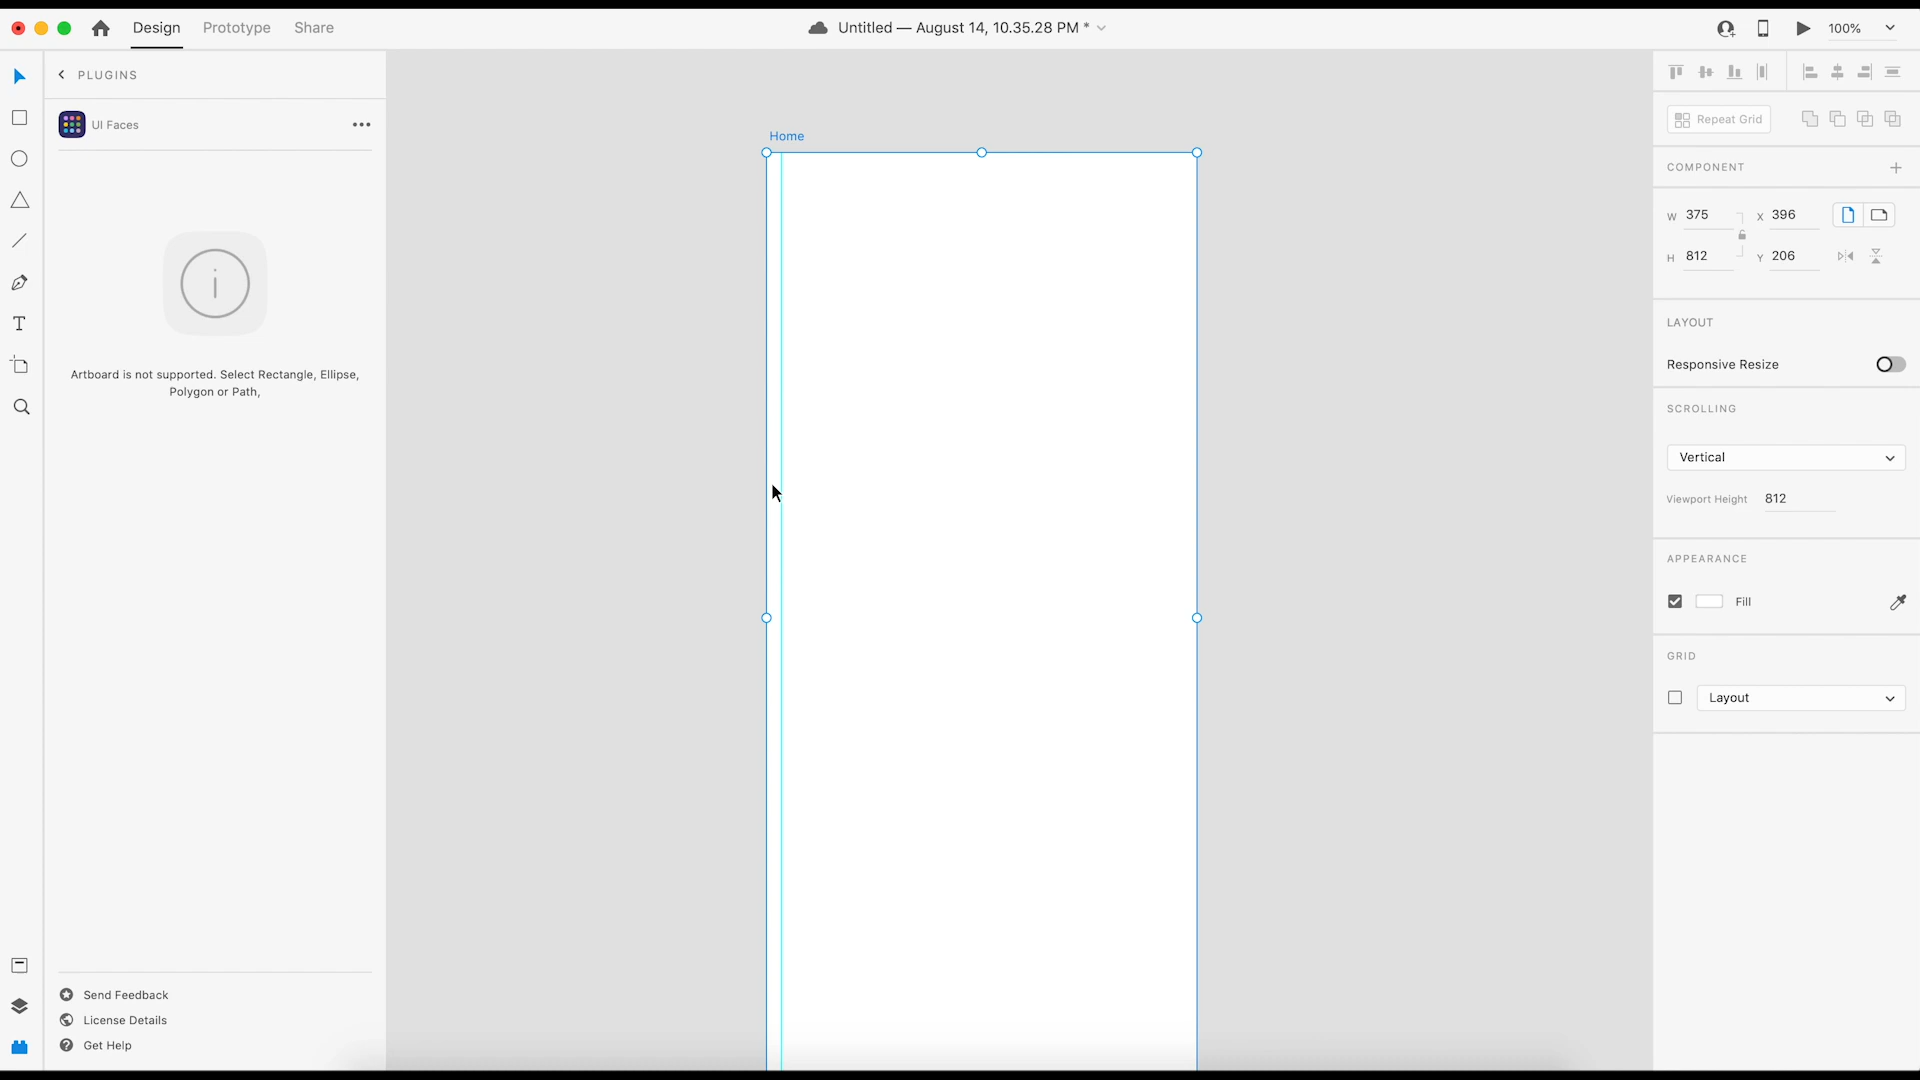 Design
Prototype
Share
Untitled — August 14, 10.35.28 PM *
100%
PLUGINS
UI Faces
Artboard is not supported. Select Rectangle, Ellipse,
Polygon or Path,
Send Feedback
License Details
Get Help
Home
Repeat Grid
COMPONENT
W 375
X 396
H 812
Y 206
LAYOUT
Responsive Resize
SCROLLING
Vertical
Viewport Height 812
APPEARANCE
Fill
GRID
Layout